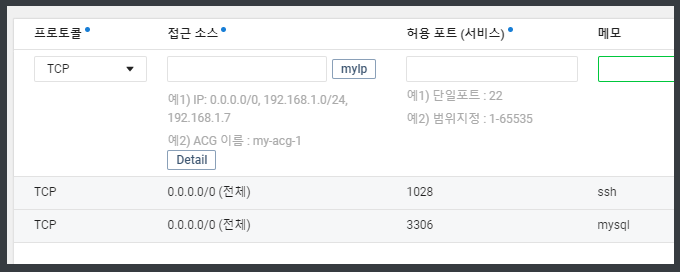 프로토콜 접근 소스 허용 포트 (서비스) 메모
TCP myIp
예1) IP: 0.0.0.0/0, 192.168.1.0/24,
192.168.1.7
예2) ACG 이름 : my-acg-1
Detail
예1) 단일포트 : 22
예2) 범위지정 : 1-65535
TCP 0.0.0.0/0 (전체) 1028 ssh
TCP 0.0.0.0/0 (전체) 3306 mysql